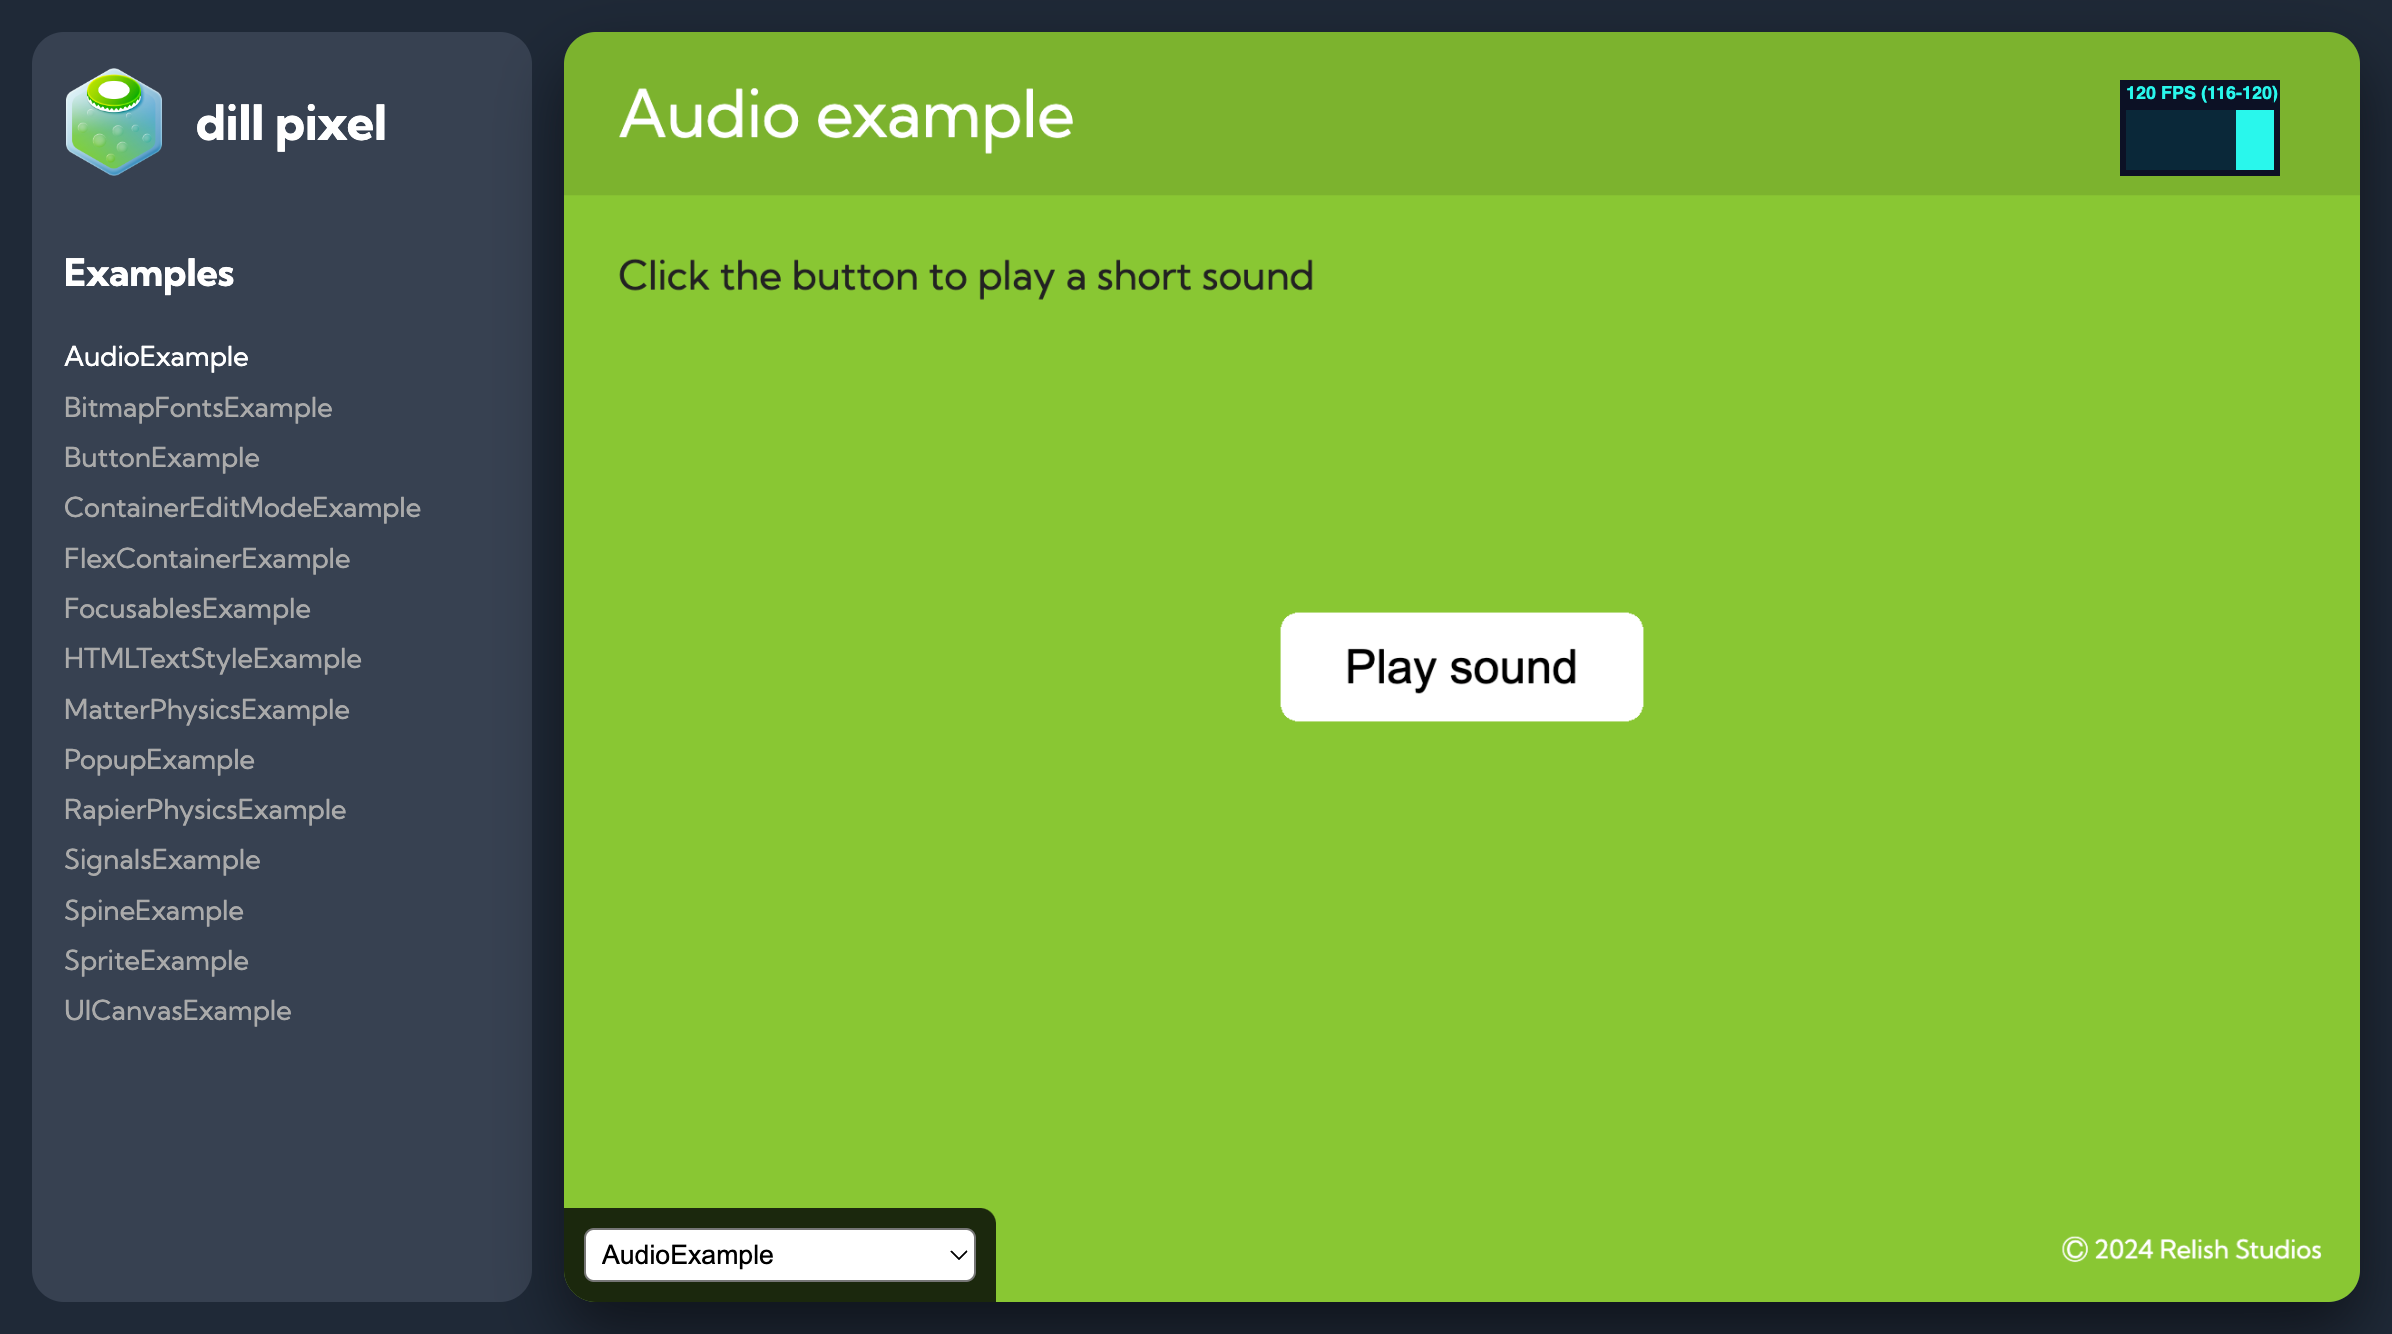 dill pixel
Examples
AudioExample
BitmapFontsExample
ButtonExample
ContainerEditModeExample
FlexContainerExample
FocusablesExample
HTMLTextStyleExample
MatterPhysicsExample
PopupExample
RapierPhysicsExample
SignalsExample
SpineExample
SpriteExample
UICanvasExample
Audio example
120 FPS (116-120)
Click the button to play a short sound
Play sound
AudioExample
© 2024 Relish Studios